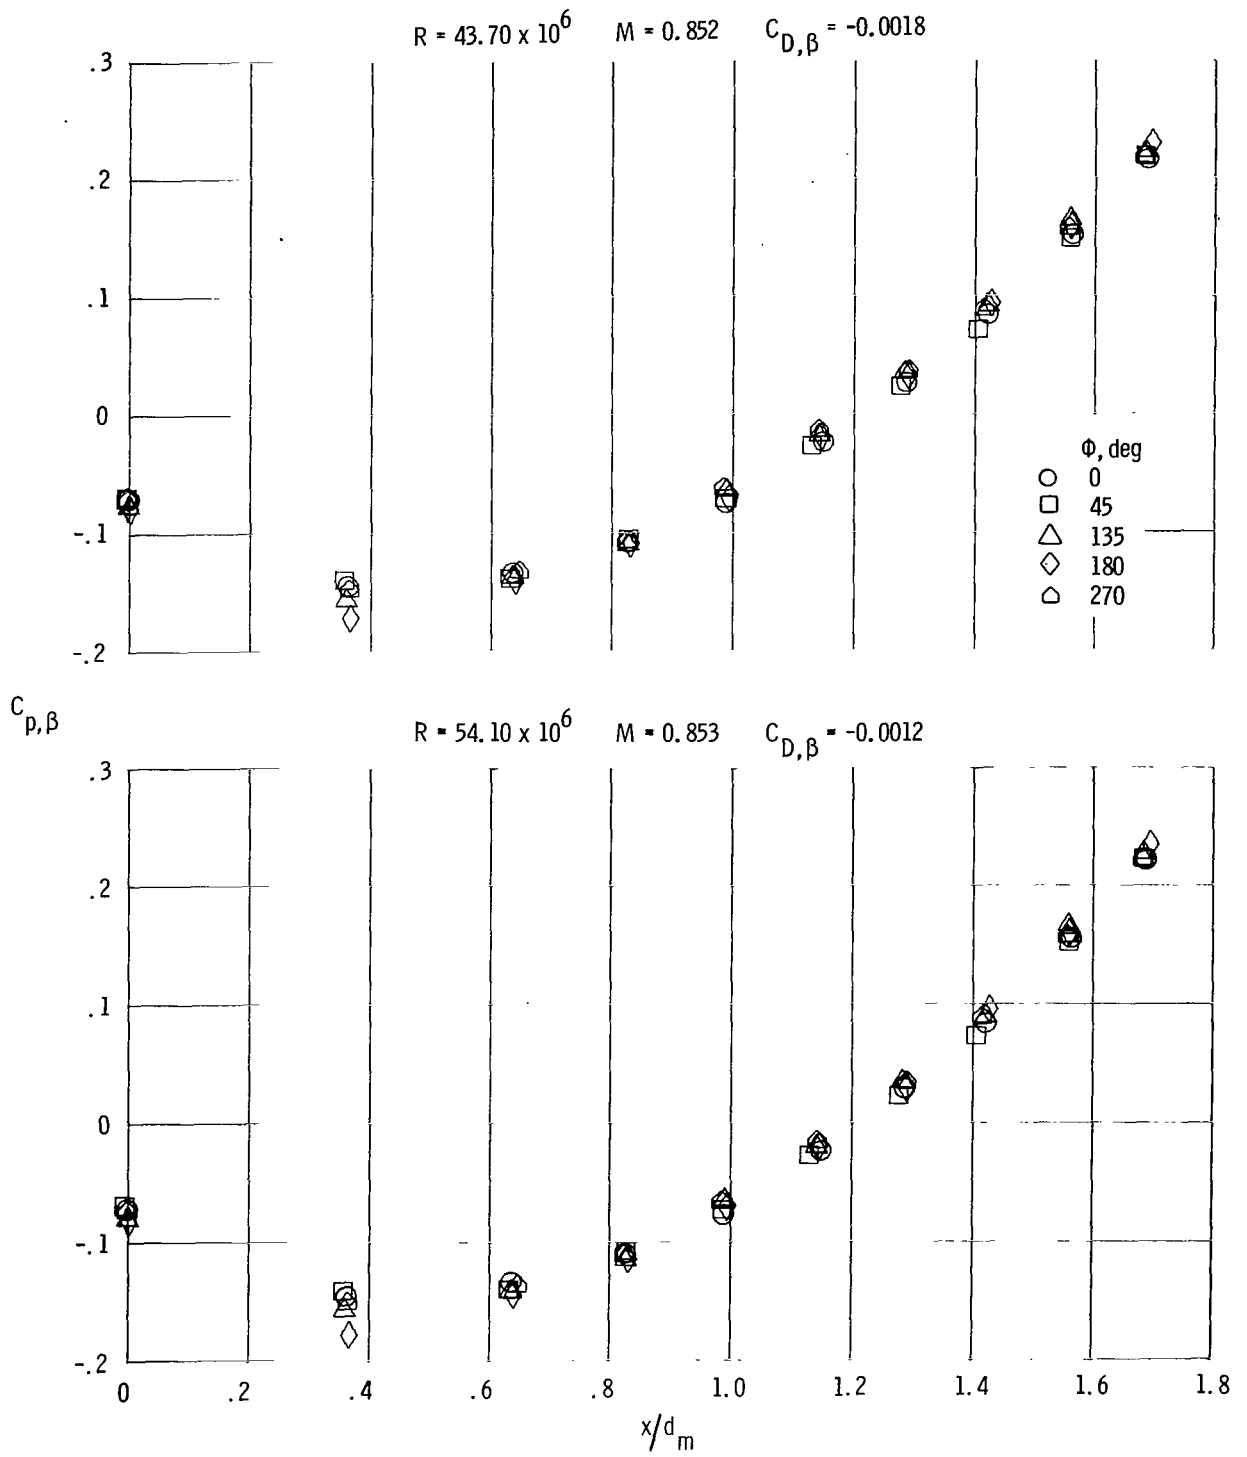 R = 43.70 x 10^6 M = 0.852 C_D,β = -0.0018
.3
.2
.1
0
-.1
-.2
Φ, deg
0
45
135
180
270
C_p,β
R = 54.10 x 10^6 M = 0.853 C_D,β = -0.0012
.3
.2
.1
0
-.1
-.2
0 .2 .4 .6 .8 1.0 1.2 1.4 1.6 1.8
x/d_m